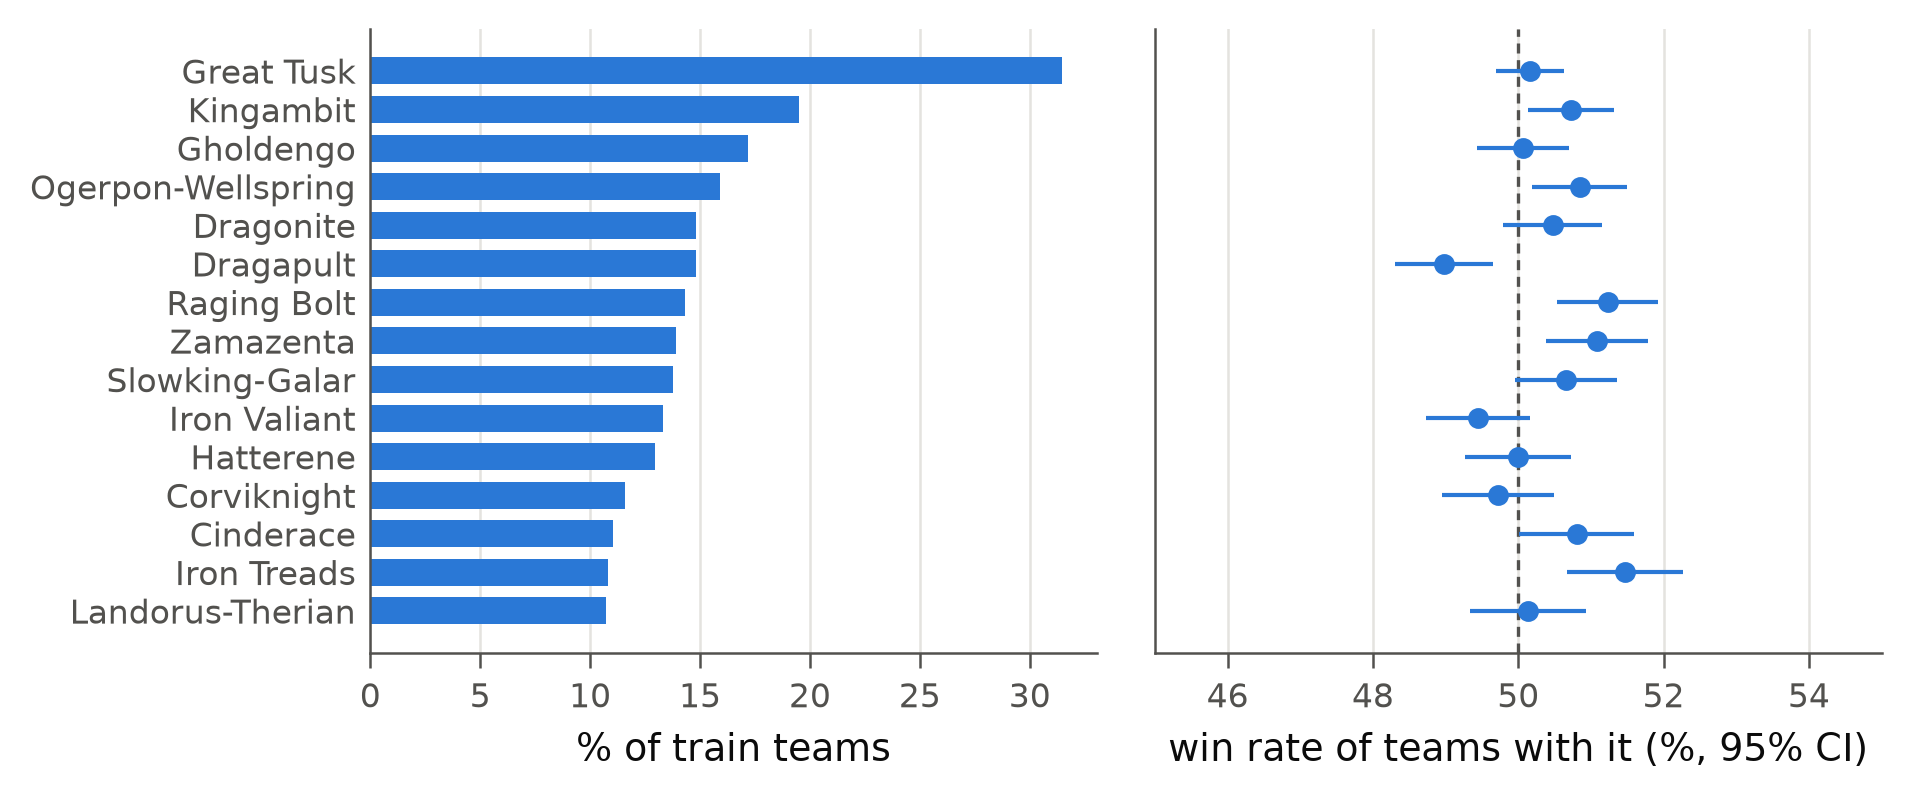 Great Tusk
Kingambit
Gholdengo
Ogerpon-Wellspring
Dragonite
Dragapult
Raging Bolt
Zamazenta
Slowking-Galar
Iron Valiant
Hatterene
Corviknight
Cinderace
Iron Treads
Landorus-Therian
0 5 10 15 20 25 30
% of train teams
46 48 50 52 54
win rate of teams with it (%, 95% CI)